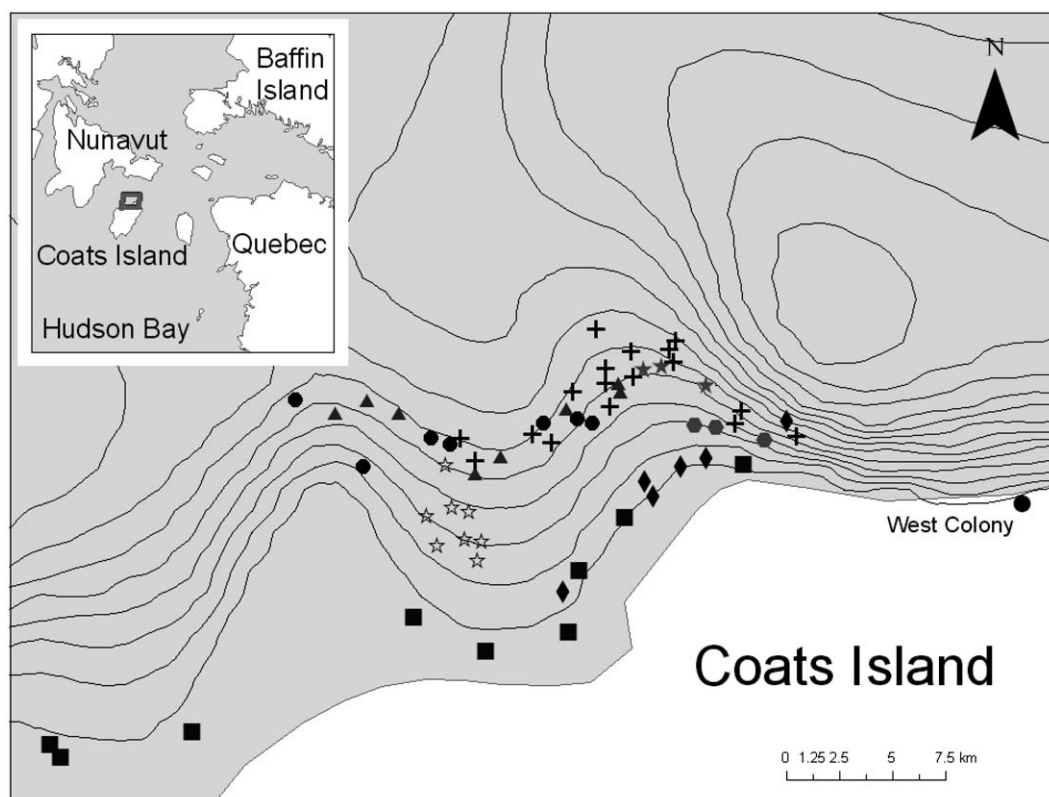 Baffin
Island
Nunavut
Coats Island
Quebec
Hudson Bay
N
West Colony
Coats Island
0 1.25 2.5 5 7.5 km